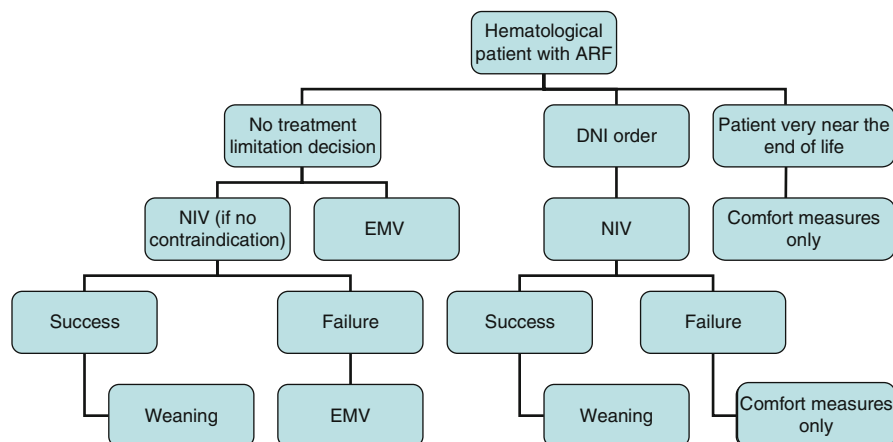 Hematological
patient with ARF
No treatment
limitation decision
DNI order
Patient very near the
end of life
NIV (if no
contraindication)
EMV
NIV
Comfort measures
only
Success
Failure
Success
Failure
Weaning
EMV
Weaning
Comfort measures
only